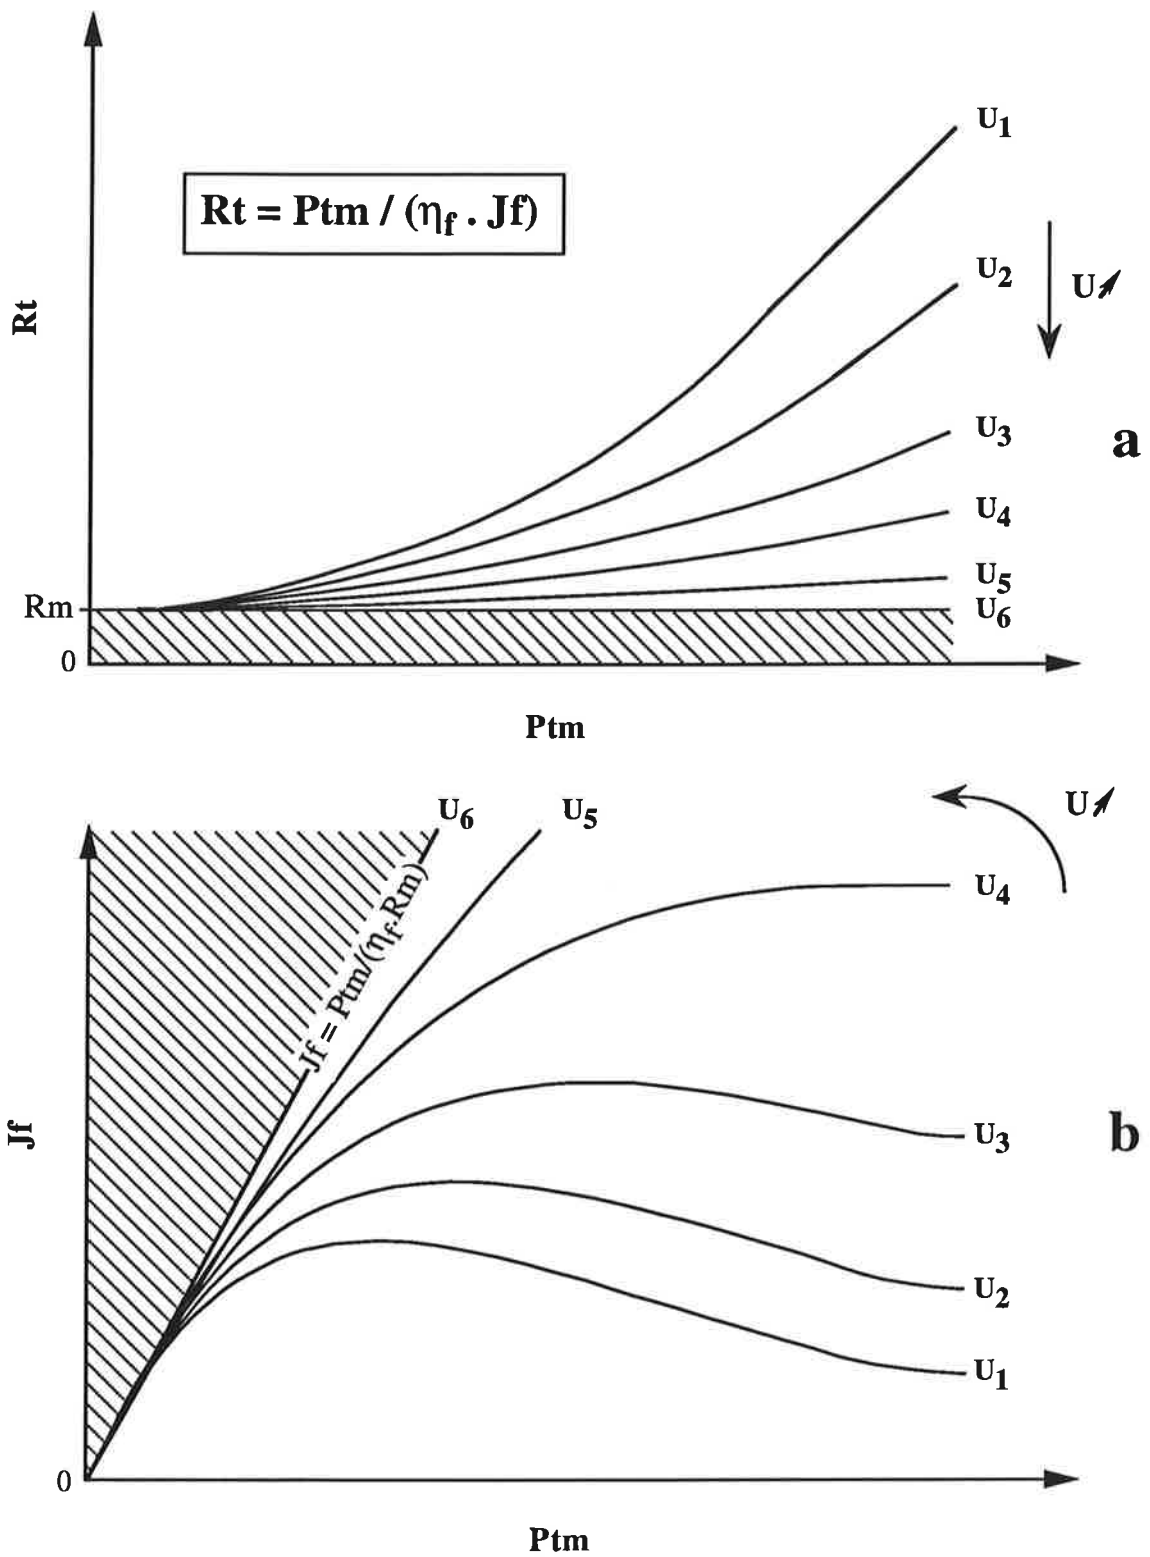 U1
Rt = Ptm / (ηf . Jf)
U2
U↗
Rt
U3
a
U4
U5
Rm
U6
0
Ptm
U6
U5
U↗
U4
Jf = Ptm/(ηf.Rm)
Jf
U3
b
U2
U1
0
Ptm